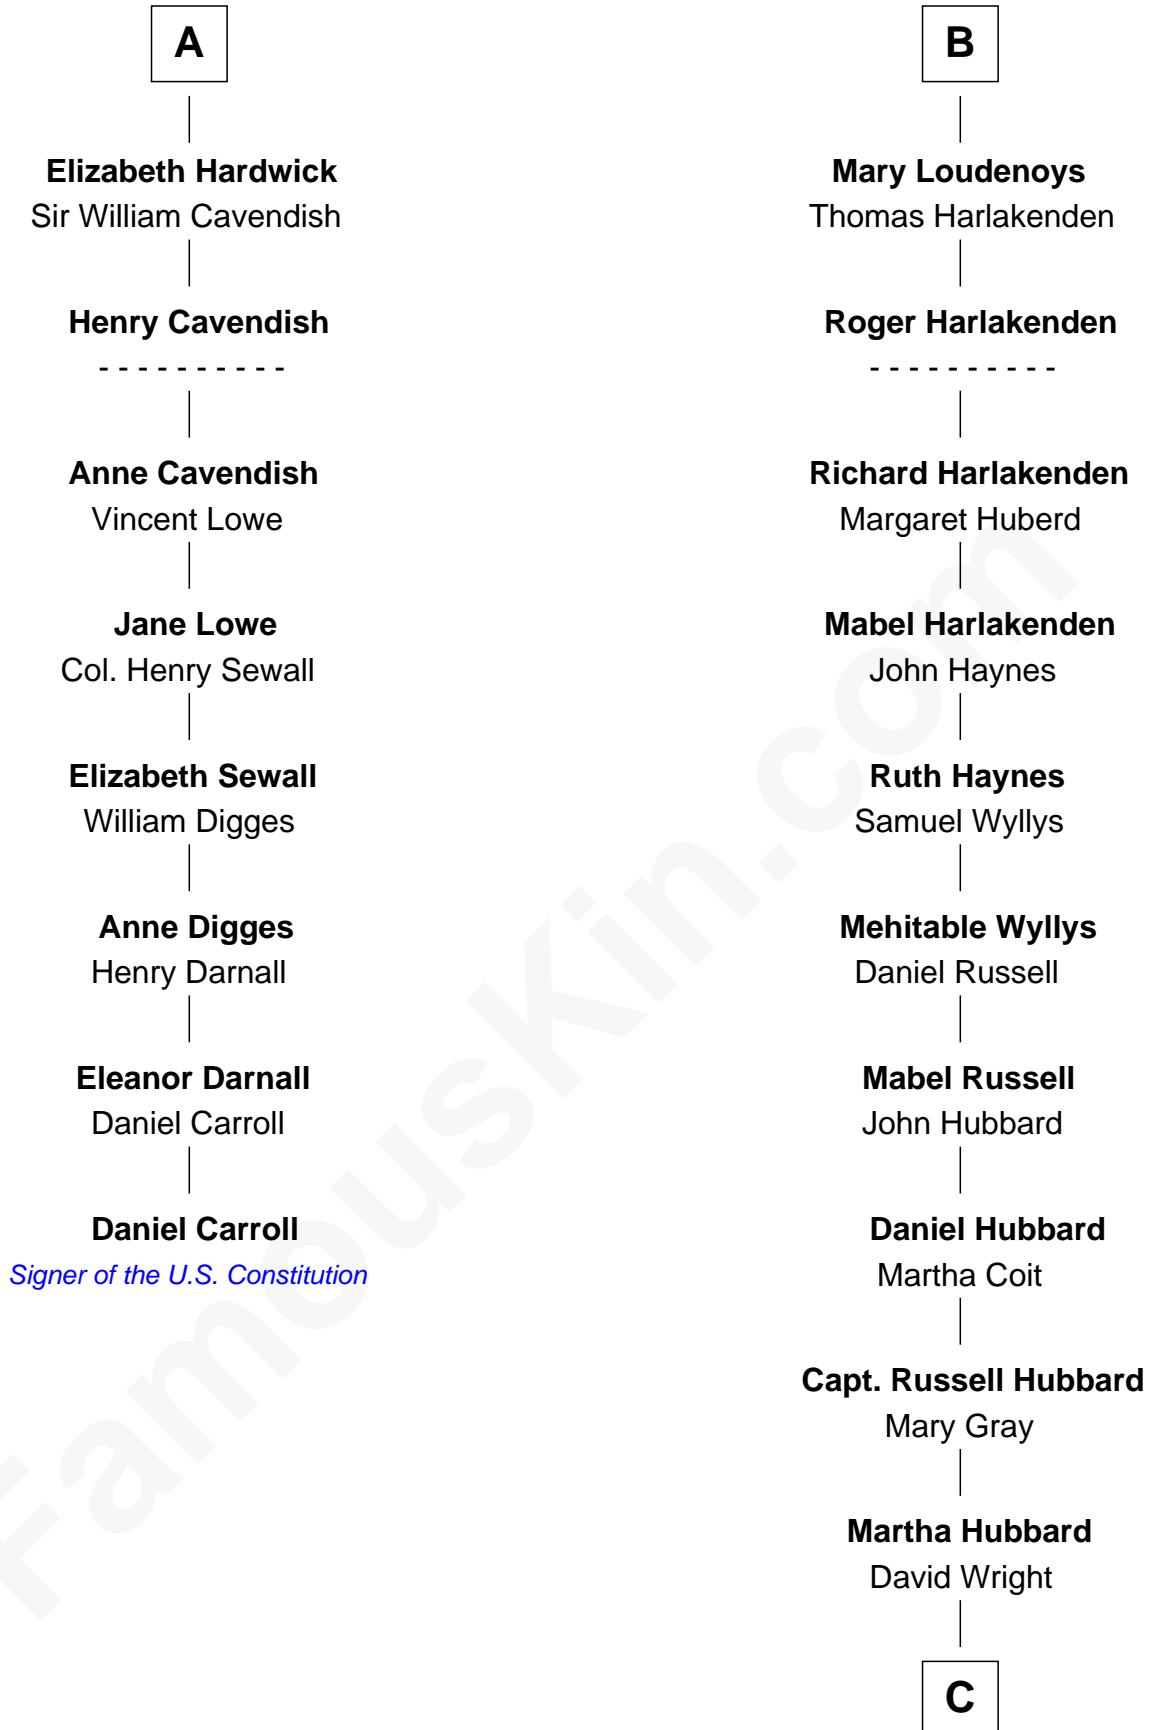 A
Elizabeth Hardwick
Sir William Cavendish
Henry Cavendish
- - - - - - - - - -
Anne Cavendish
Vincent Lowe
Jane Lowe
Col. Henry Sewall
Elizabeth Sewall
William Digges
Anne Digges
Henry Darnall
Eleanor Darnall
Daniel Carroll
Daniel Carroll
Signer of the U.S. Constitution
B
Mary Loudenoys
Thomas Harlakenden
Roger Harlakenden
- - - - - - - - - -
Richard Harlakenden
Margaret Huberd
Mabel Harlakenden
John Haynes
Ruth Haynes
Samuel Wyllys
Mehitable Wyllys
Daniel Russell
Mabel Russell
John Hubbard
Daniel Hubbard
Martha Coit
Capt. Russell Hubbard
Mary Gray
Martha Hubbard
David Wright
C
FamousKin.com